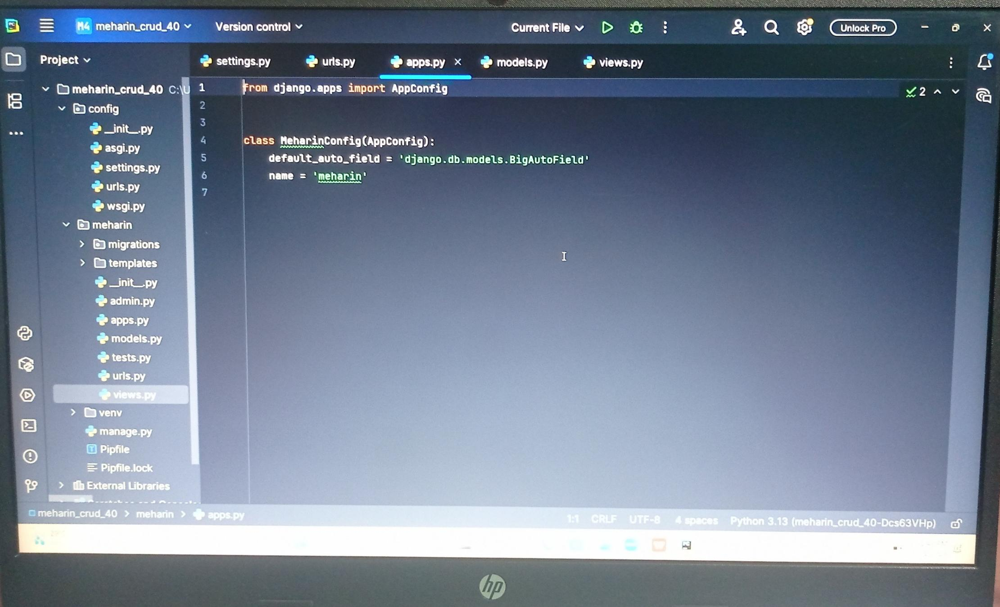 PC M4 meharin_crud_40 Version control Current File Unlock Pro
Project
settings.py urls.py apps.py models.py views.py
meharin_crud_40 C:\U
config
__init__.py
asgi.py
settings.py
urls.py
wsgi.py
meharin
migrations
templates
__init__.py
admin.py
apps.py
models.py
tests.py
urls.py
views.py
venv
manage.py
Pipfile
Pipfile.lock
External Libraries
1 from django.apps import AppConfig
2
3
4 class MeharinConfig(AppConfig):
5 default_auto_field = 'django.db.models.BigAutoField'
6 name = 'meharin'
7
2
meharin_crud_40 > meharin > apps.py
1:1 CRLF UTF-8 4 spaces Python 3.13 (meharin_crud_40-Dcs63VHp)
hp